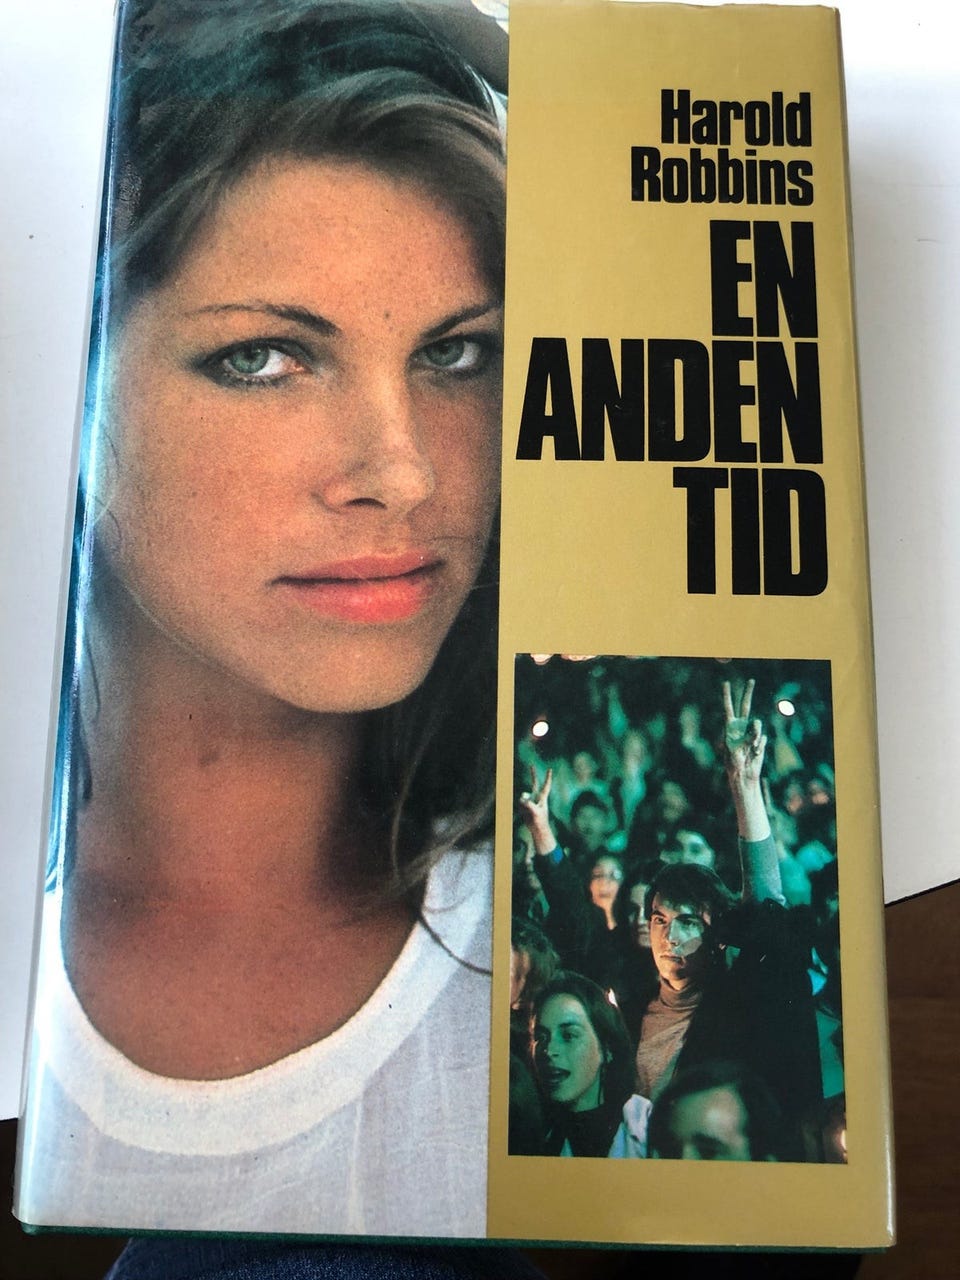 Harold
Robbins
EN
ANDEN
TID